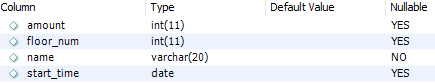 Column Type Default Value Nullable
amount int(11) YES
floor_num int(11) YES
name varchar(20) NO
start_time date YES